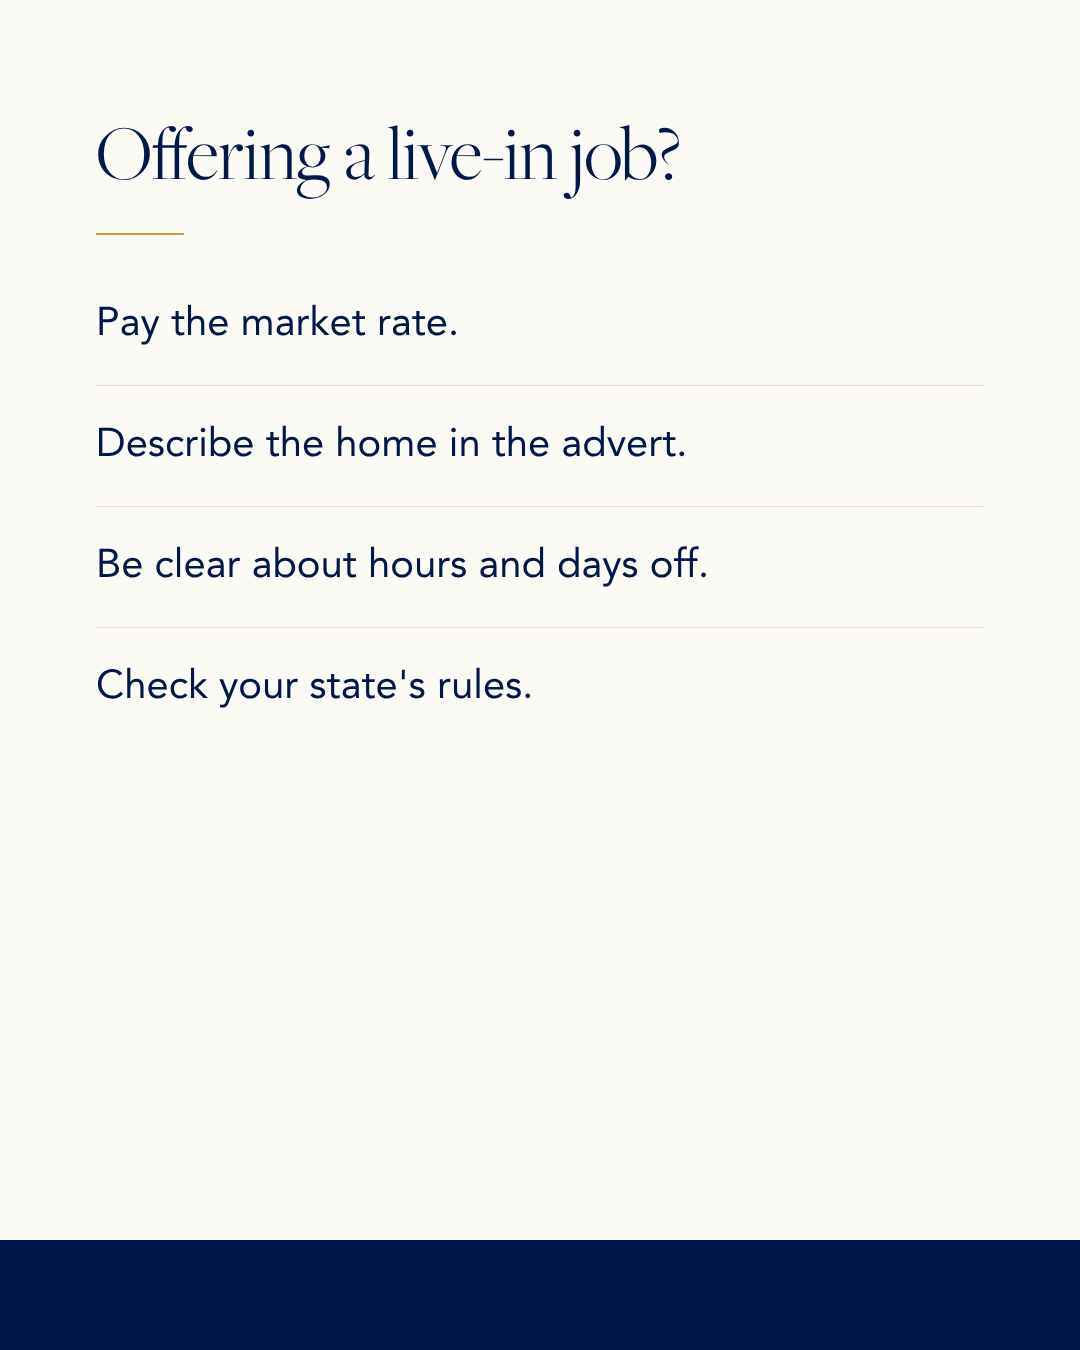 Offering a live-in job?
Pay the market rate.
Describe the home in the advert.
Be clear about hours and days off.
Check your state's rules.